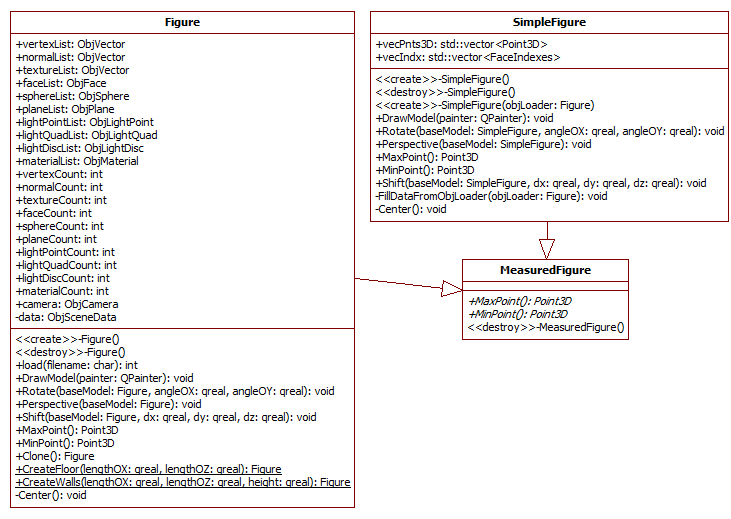 Figure
+vertexList: ObjVector
+normalList: ObjVector
+textureList: ObjVector
+faceList: ObjFace
+sphereList: ObjSphere
+planeList: ObjPlane
+lightPointList: ObjLightPoint
+lightQuadList: ObjLightQuad
+lightDiscList: ObjLightDisc
+materialList: ObjMaterial
+vertexCount: int
+normalCount: int
+textureCount: int
+faceCount: int
+sphereCount: int
+planeCount: int
+lightPointCount: int
+lightQuadCount: int
+lightDiscCount: int
+materialCount: int
+camera: ObjCamera
-data: ObjSceneData
<<create>>-Figure()
<<destroy>>-Figure()
+load(filename: char): int
+DrawModel(painter: QPainter): void
+Rotate(baseModel: Figure, angleOX: qreal, angleOY: qreal): void
+Perspective(baseModel: Figure): void
+Shift(baseModel: Figure, dx: qreal, dy: qreal, dz: qreal): void
+MaxPoint(): Point3D
+MinPoint(): Point3D
+Clone(): Figure
+CreateFloor(lengthOX: qreal, lengthOZ: qreal): Figure
+CreateWalls(lengthOX: qreal, lengthOZ: qreal, height: qreal): Figure
-Center(): void
SimpleFigure
+vecPnts3D: std::vector<Point3D>
+vecIndx: std::vector<FaceIndexes>
<<create>>-SimpleFigure()
<<destroy>>-SimpleFigure()
<<create>>-SimpleFigure(objLoader: Figure)
+DrawModel(painter: QPainter): void
+Rotate(baseModel: SimpleFigure, angleOX: qreal, angleOY: qreal): void
+Perspective(baseModel: SimpleFigure): void
+MaxPoint(): Point3D
+MinPoint(): Point3D
+Shift(baseModel: SimpleFigure, dx: qreal, dy: qreal, dz: qreal): void
-FillDataFromObjLoader(objLoader: Figure): void
-Center(): void
MeasuredFigure
+MaxPoint(): Point3D
+MinPoint(): Point3D
<<destroy>>-MeasuredFigure()